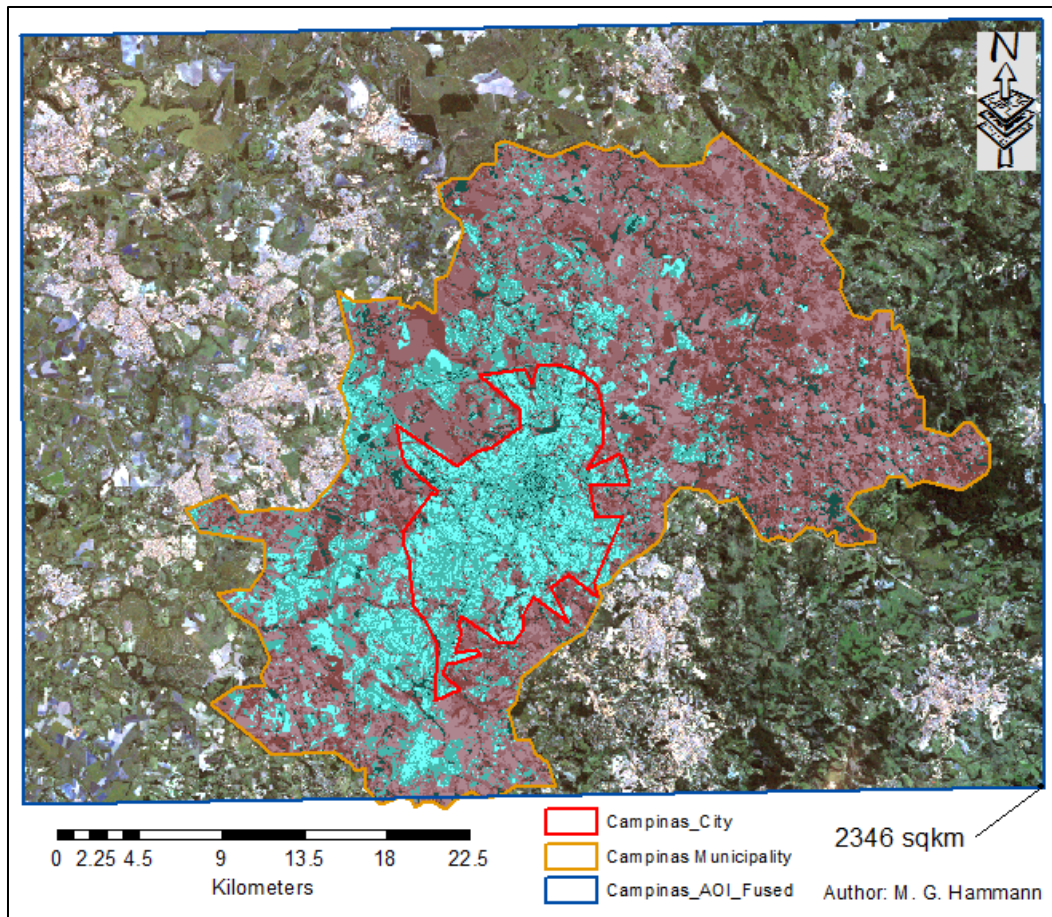 N
0 2.25 4.5 9 13.5 18 22.5
Kilometers
Campinas_City
Campinas Municipality
Campinas_AOI_Fused
2346 sqkm
Author: M. G. Hammann